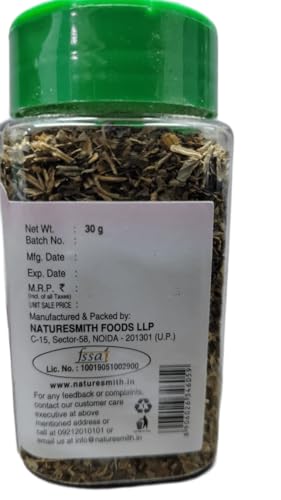 Net Wt. : 30 g
Batch No. :
Mfg. Date :
Exp. Date :
M.R.P. ₹ :
(Incl. of all Taxes)
UNIT SALE PRICE :
Manufactured & Packed by:
NATURESMITH FOODS LLP
C-15, Sector-58, NOIDA - 201301 (U.P.)
fssai
Lic. No. : 10019051002900
www.naturesmith.in
For any feedback or complaints,
contact our customer care
executive at above
mentioned address or
call at 09212010101 or
email us at info@naturesmith.in